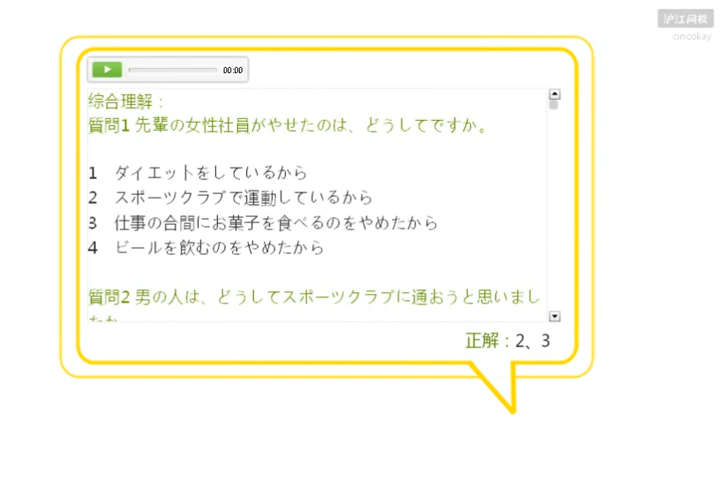 沪江网校
oncokay
00:00
综合理解：
質問1 先輩の女性社員がやせたのは、どうしてですか。
1 ダイエットをしているから
2 スポーツクラブで運動しているから
3 仕事の合間にお菓子を食べるのをやめたから
4 ビールを飲むのをやめたから
質問2 男の人は、どうしてスポーツクラブに通おうと思いまし
たか
正解：2、3